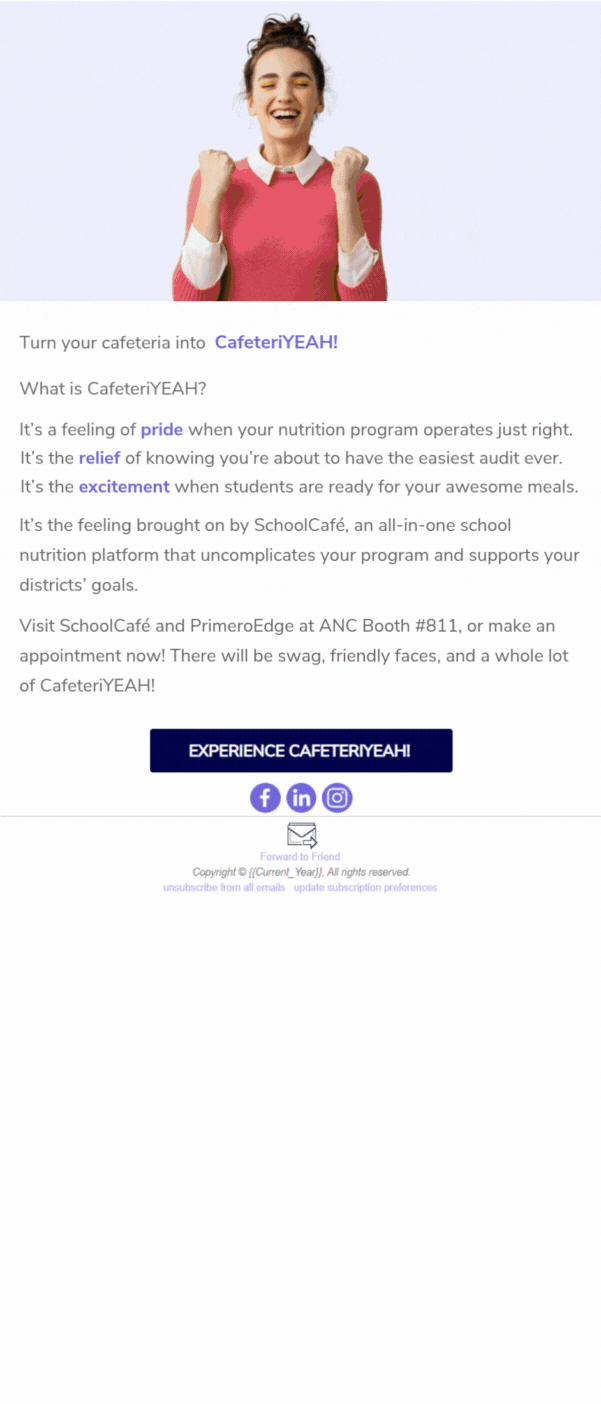 Turn your cafeteria into CafeteriYEAH!
What is CafeteriYEAH?
It’s a feeling of pride when your nutrition program operates just right.
It’s the relief of knowing you’re about to have the easiest audit ever.
It’s the excitement when students are ready for your awesome meals.
It’s the feeling brought on by SchoolCafé, an all-in-one school
nutrition platform that uncomplicates your program and supports your
districts’ goals.
Visit SchoolCafé and PrimeroEdge at ANC Booth #811, or make an
appointment now! There will be swag, friendly faces, and a whole lot
of CafeteriYEAH!
EXPERIENCE CAFETERIYEAH!
f in
Forward to Friend
Copyright © {{Current_Year}}, All rights reserved.
unsubscribe from all emails update subscription preferences